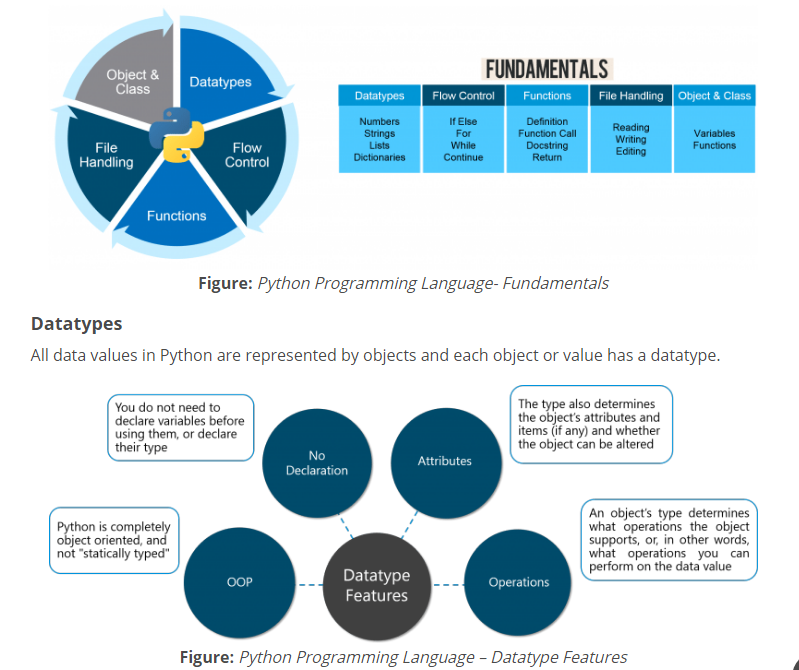 Object &
Class
Datatypes
File
Handling
Flow
Control
Functions
FUNDAMENTALS
Datatypes
Flow Control
Functions
File Handling
Object & Class
Numbers
Strings
Lists
Dictionaries
If Else
For
While
Continue
Definition
Function Call
Docstring
Return
Reading
Writing
Editing
Variables
Functions
Figure: Python Programming Language- Fundamentals
Datatypes
All data values in Python are represented by objects and each object or value has a datatype.
You do not need to
declare variables before
using them, or declare
their type
No
Declaration
Attributes
The type also determines
the object's attributes and
items (if any) and whether
the object can be altered
Python is completely
object oriented, and
not "statically typed"
OOP
Datatype
Features
Operations
An object's type determines
what operations the object
supports, or, in other words,
what operations you can
perform on the data value
Figure: Python Programming Language – Datatype Features